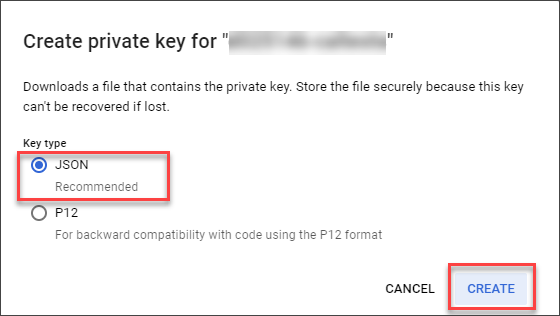 Create private key for " "
Downloads a file that contains the private key. Store the file securely because this key
can't be recovered if lost.
Key type
JSON
Recommended
P12
For backward compatibility with code using the P12 format
CANCEL
CREATE